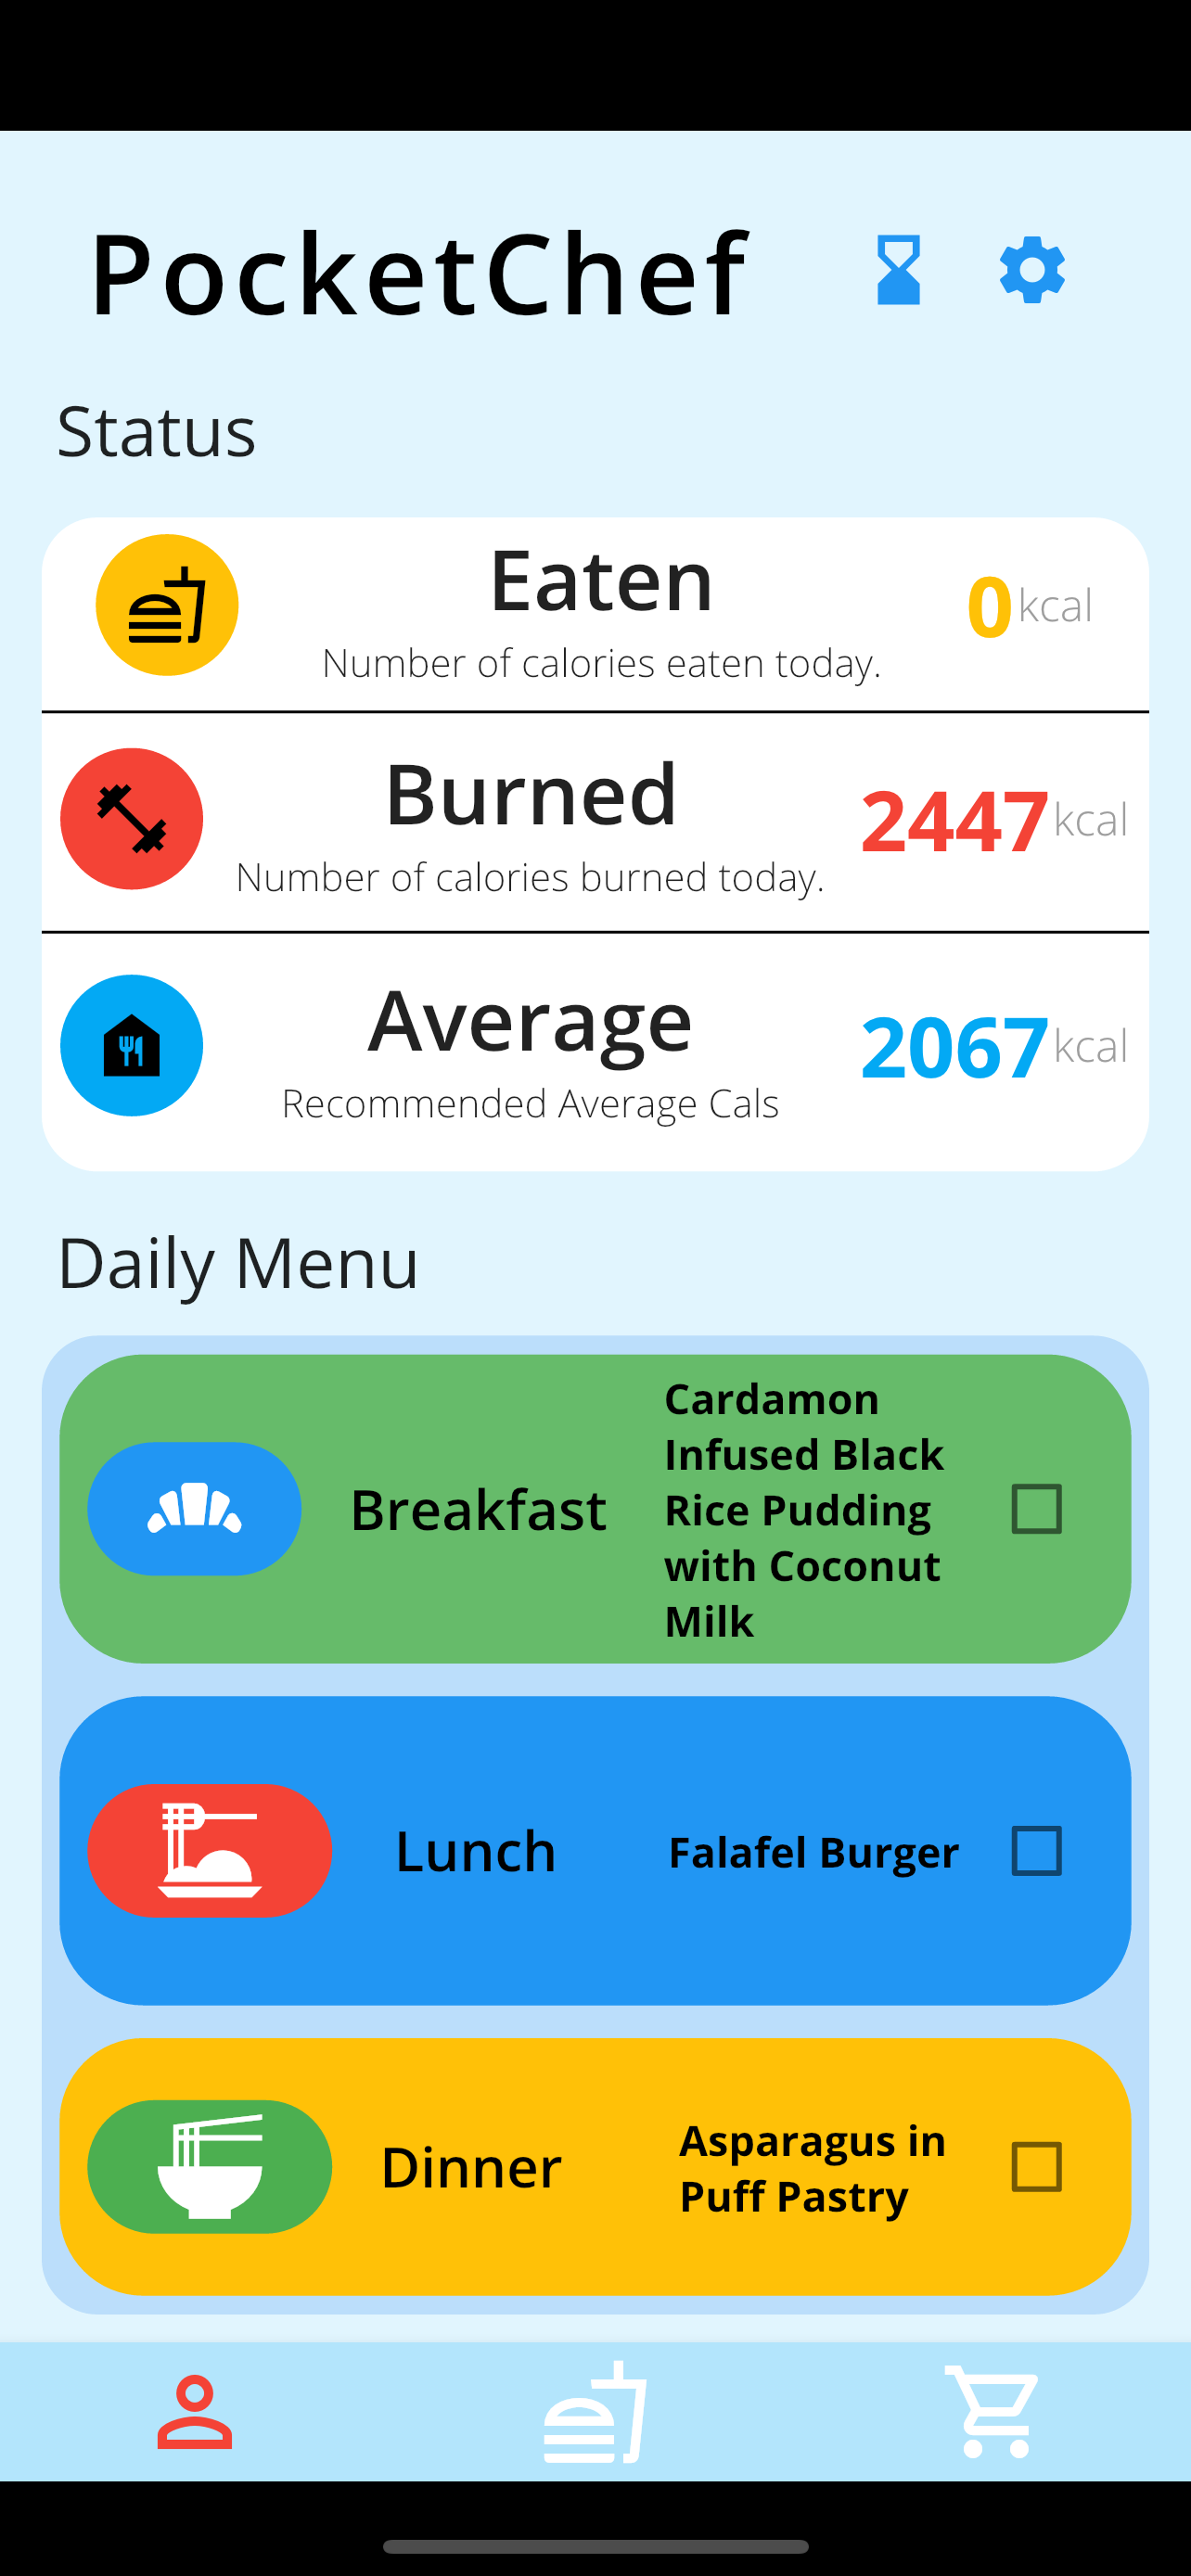 PocketChef
Status
Eaten
Number of calories eaten today.
0 kcal
Burned
Number of calories burned today.
2447 kcal
Average
Recommended Average Cals
2067 kcal
Daily Menu
Breakfast
Cardamon
Infused Black
Rice Pudding
with Coconut
Milk
Lunch
Falafel Burger
Dinner
Asparagus in
Puff Pastry